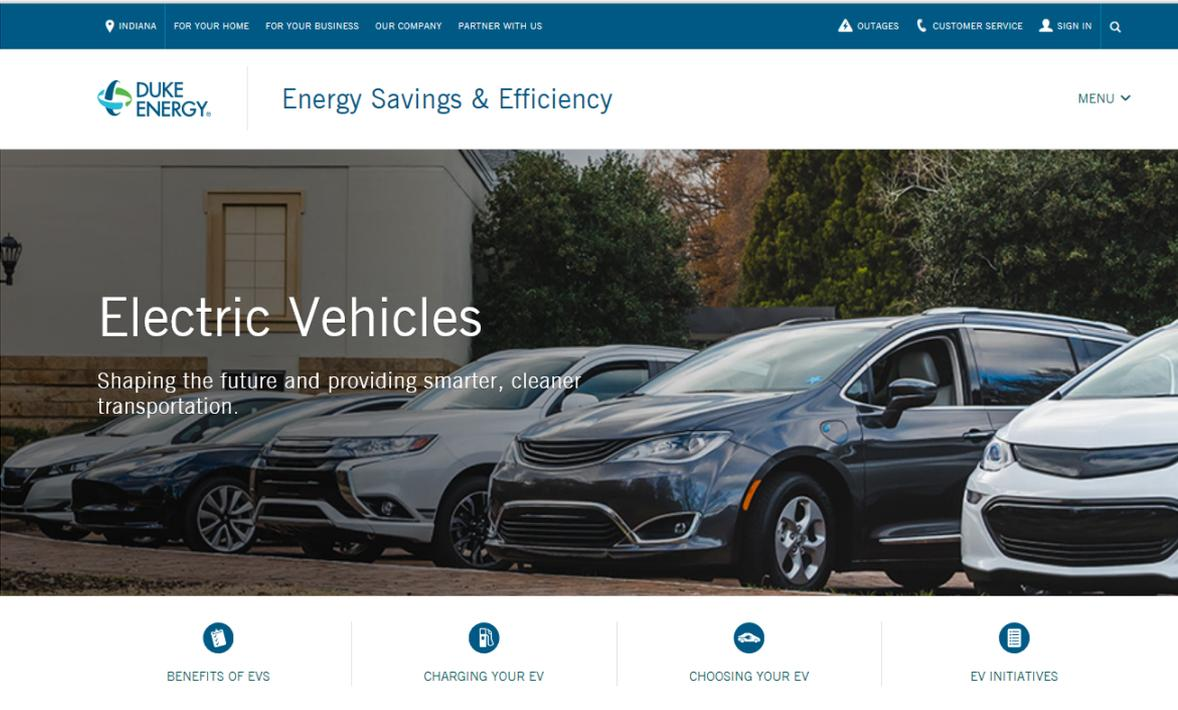 INDIANA
FOR YOUR HOME
FOR YOUR BUSINESS
OUR COMPANY
PARTNER WITH US
OUTAGES
CUSTOMER SERVICE
SIGN IN
DUKE
ENERGY®
Energy Savings & Efficiency
MENU
Electric Vehicles
Shaping the future and providing smarter, cleaner
transportation.
BENEFITS OF EVS
CHARGING YOUR EV
CHOOSING YOUR EV
EV INITIATIVES